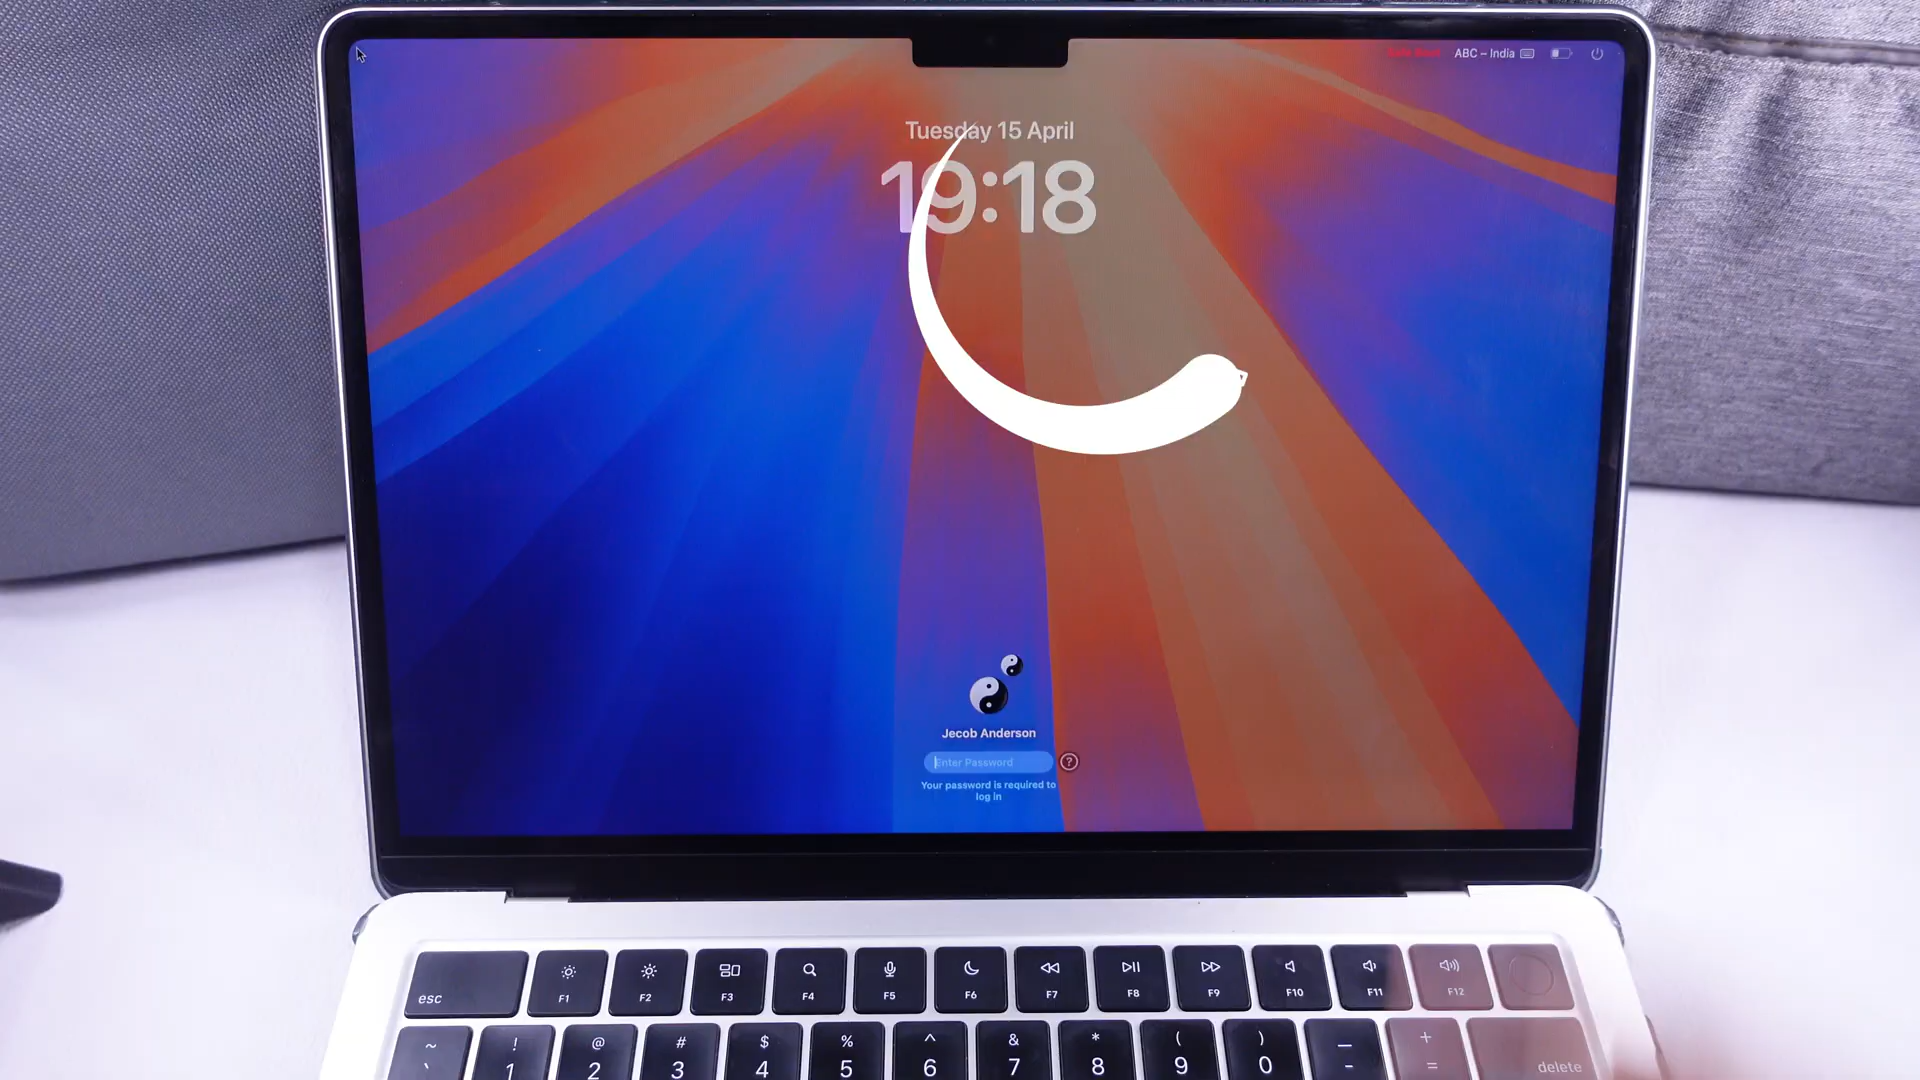 Safe Boot
ABC – India
Tuesday 15 April
19:18
Jecob Anderson
Enter Password
?
Your password is required to
log in
esc
F1
F2
F3
F4
F5
F6
F7
F8
F9
F10
F11
F12
~ ! @ # $ % ^ & * ( ) — +
` 1 2 3 4 5 6 7 8 9 0 - =
delete